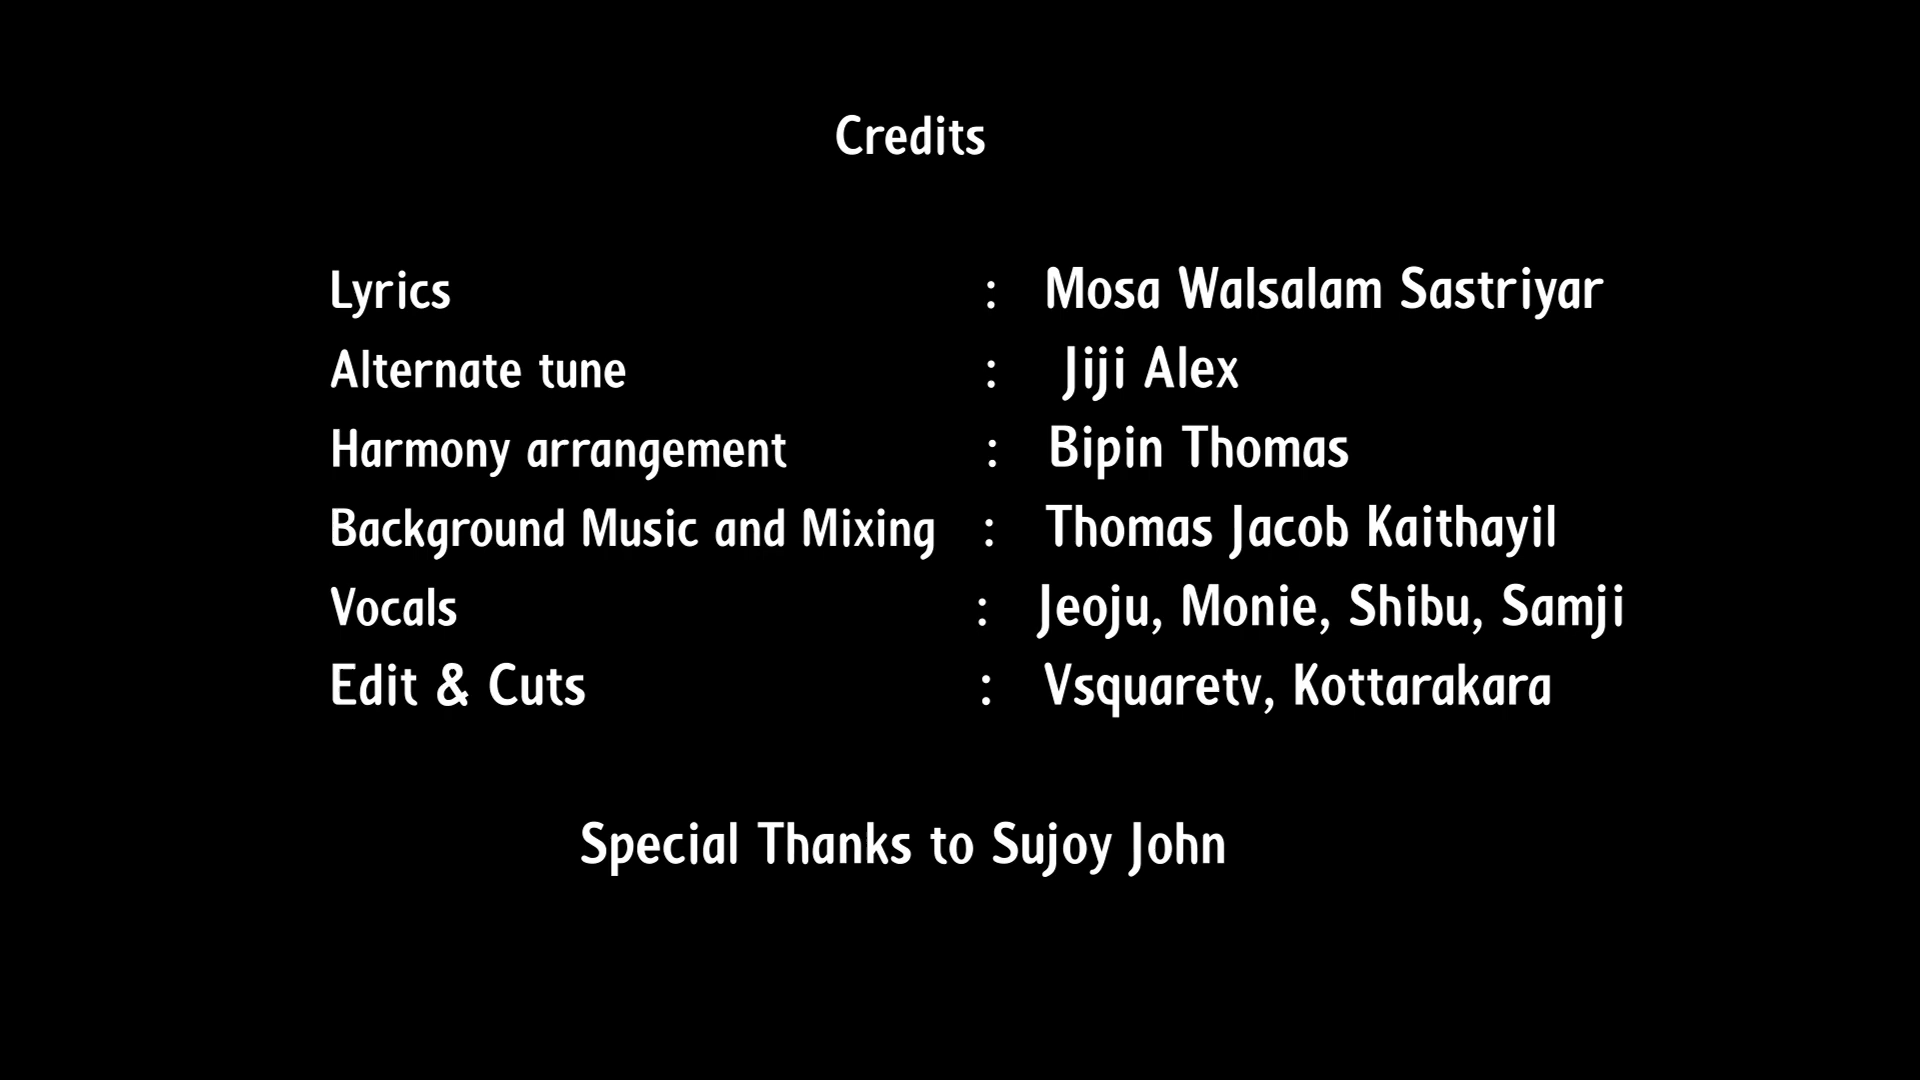 Credits
Lyrics : Mosa Walsalam Sastriyar
Alternate tune : Jiji Alex
Harmony arrangement : Bipin Thomas
Background Music and Mixing : Thomas Jacob Kaithayil
Vocals : Jeoju, Monie, Shibu, Samji
Edit & Cuts : Vsquaretv, Kottarakara
Special Thanks to Sujoy John